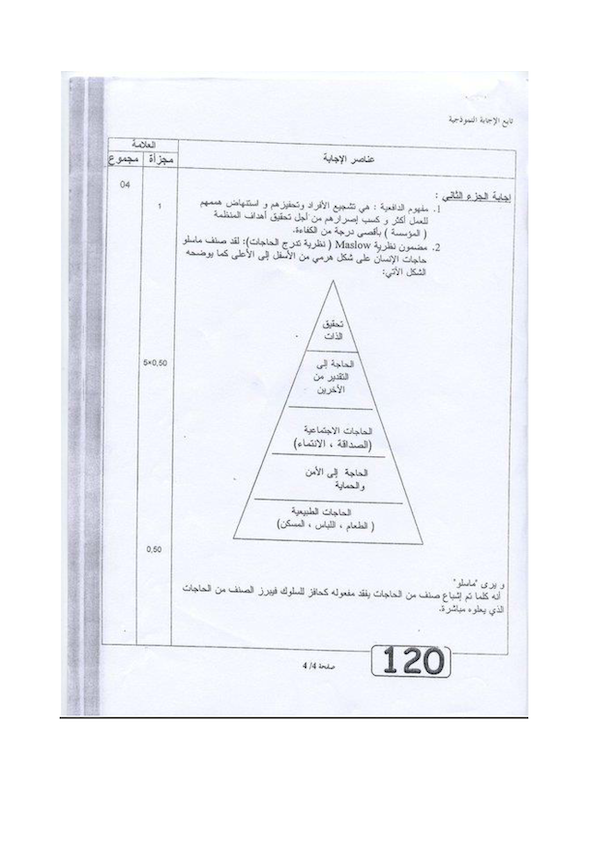 تابع الإجابة النموذجية
العلامة
عناصر الإجابة
مجزأة
مجموع
إجابة الجزء الثاني :
04
1. مفهوم الدافعية : هي تشجيع الأفراد وتحفيزهم و استنهاض هممهم
1
للعمل أكثر و كسب إصرارهم من أجل تحقيق أهداف المنظمة
( المؤسسة ) بأقصى درجة من الكفاءة.
2. مضمون نظرية Maslow ( نظرية تدرج الحاجات): لقد صنف ماسلو
حاجات الإنسان على شكل هرمي من الأسفل إلى الأعلى كما يوضحه
الشكل الآتي:
تحقيق
الذات
الحاجة إلى
التقدير من
الآخرين
5×0,50
الحاجات الاجتماعية
(الصداقة ، الانتماء)
الحاجة إلى الأمن
والحماية
الحاجات الطبيعية
( الطعام ، اللباس ، المسكن)
0,50
و يرى "ماسلو"
أنه كلما تم إشباع صنف من الحاجات يفقد مفعوله كحافز للسلوك فيبرز الصنف من الحاجات
الذي يعلوه مباشرة.
صفحة 4/ 4
120